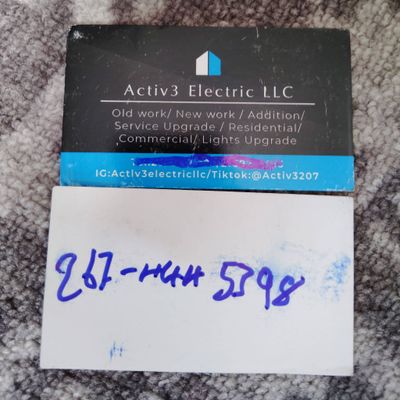 Activ3 Electric LLC
Old work/ New work / Addition/
Service Upgrade / Residential/
Commercial/ Lights Upgrade
IG:Activ3electricllc/Tiktok:@Activ3207
267- 5398